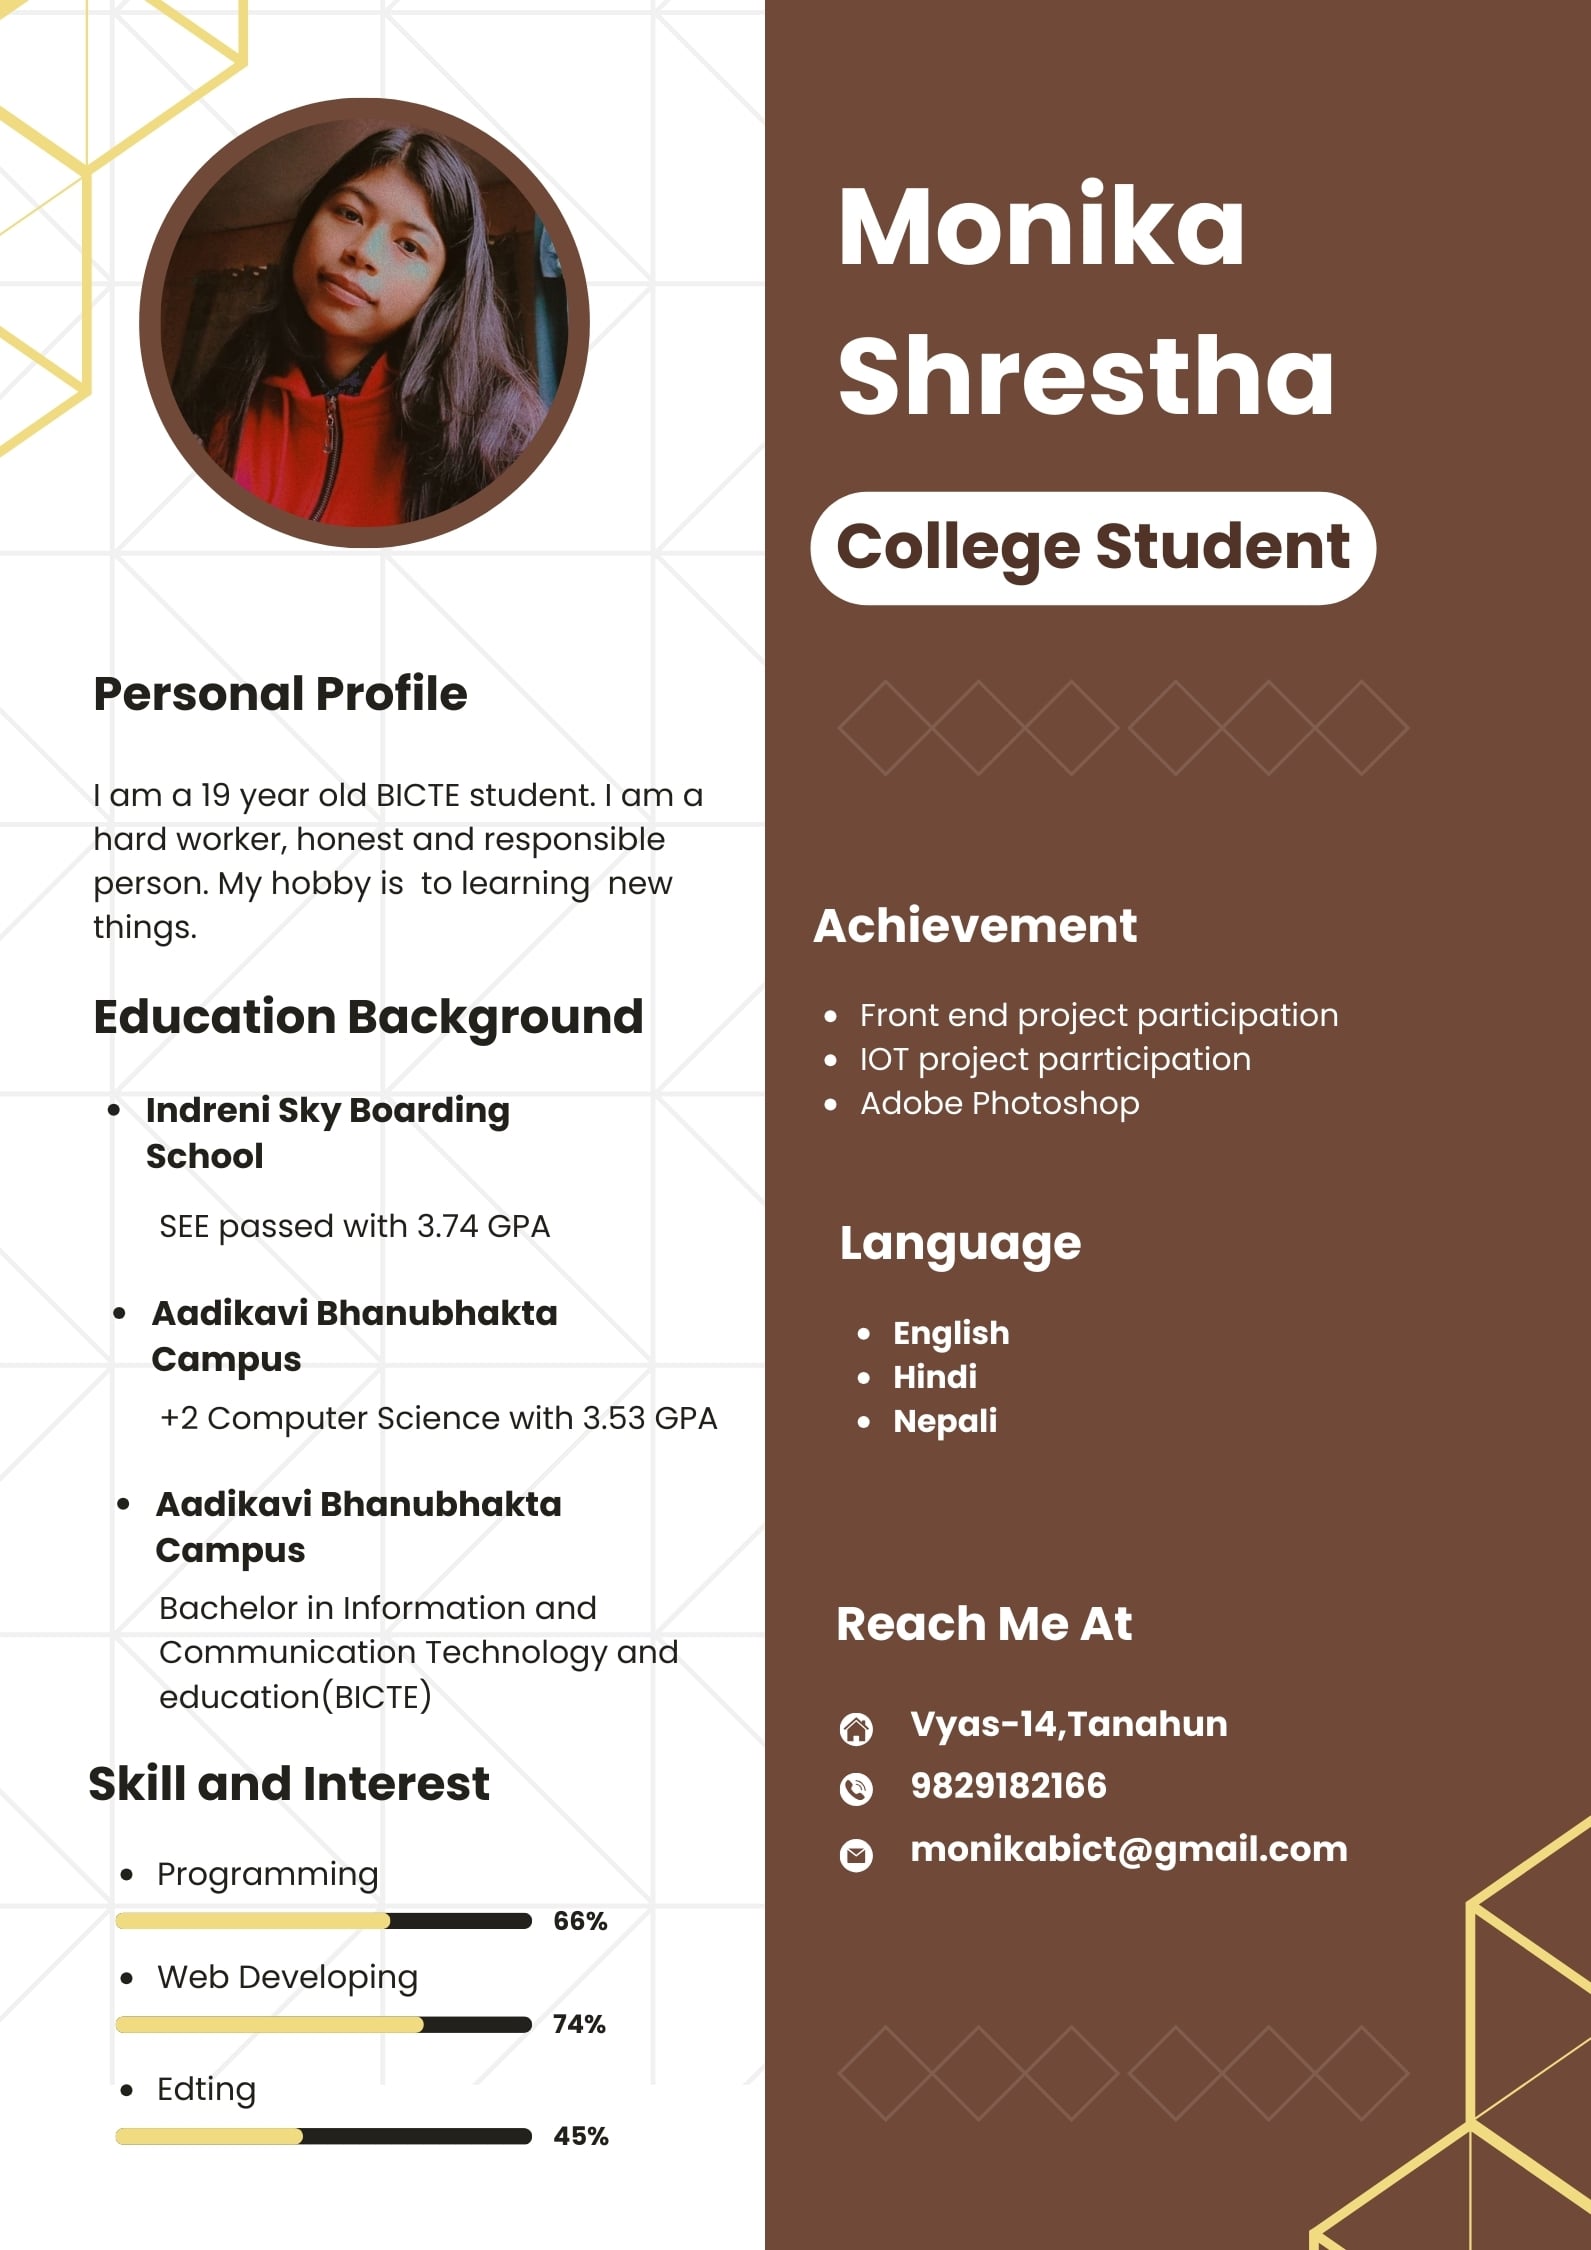 Monika
Shrestha
College Student
Personal Profile
I am a 19 year old BICTE student. I am a
hard worker, honest and responsible
person. My hobby is  to learning  new
things.
Education Background
• Indreni Sky Boarding
School
SEE passed with 3.74 GPA
• Aadikavi Bhanubhakta
Campus
+2 Computer Science with 3.53 GPA
• Aadikavi Bhanubhakta
Campus
Bachelor in Information and
Communication Technology and
education(BICTE)
Skill and Interest
• Programming
66%
• Web Developing
74%
• Edting
45%
Achievement
• Front end project participation
• IOT project parrticipation
• Adobe Photoshop
Language
• English
• Hindi
• Nepali
Reach Me At
Vyas-14,Tanahun
9829182166
monikabict@gmail.com